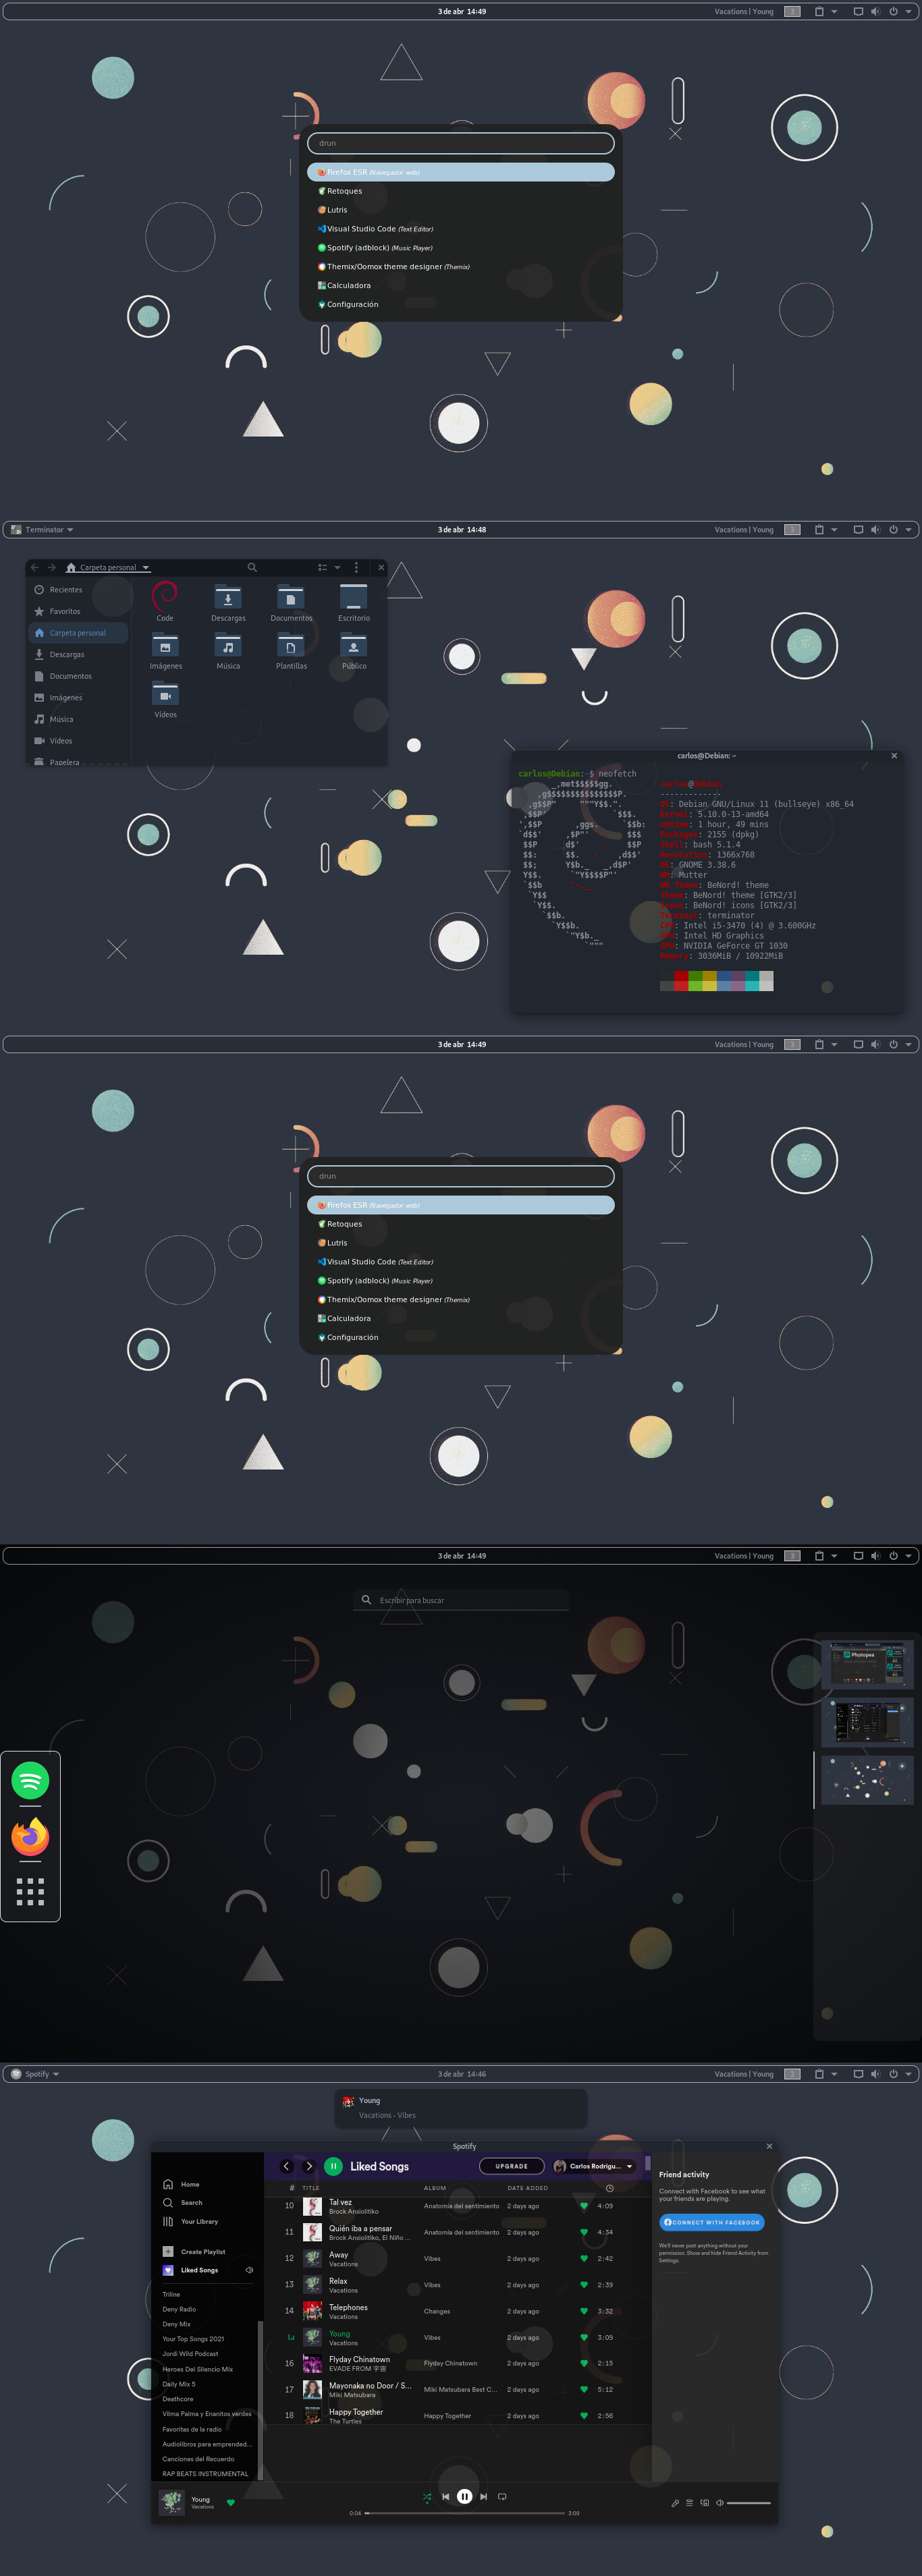 3 de abr 14:49
Vacations | Young
3
drun
Firefox ESR (Navegador web)
Retoques
Lutris
Visual Studio Code (Text Editor)
Spotify (adblock) (Music Player)
Themix/Oomox theme designer (Themix)
Calculadora
Configuración
Terminator
3 de abr 14:48
Vacations | Young
3
Carpeta personal
Recientes
Favoritos
Carpeta personal
Descargas
Documentos
Imágenes
Música
Vídeos
Papelera
Code
Descargas
Documentos
Escritorio
Imágenes
Música
Plantillas
Público
Vídeos
carlos@Debian: ~
carlos@Debian:~$ neofetch
carlos@Debian
-------------
OS: Debian GNU/Linux 11 (bullseye) x86_64
Kernel: 5.10.0-13-amd64
Uptime: 1 hour, 49 mins
Packages: 2155 (dpkg)
Shell: bash 5.1.4
Resolution: 1366x768
DE: GNOME 3.38.6
WM: Mutter
WM Theme: BeNord! theme
Theme: BeNord! theme [GTK2/3]
Icons: BeNord! icons [GTK2/3]
Terminal: terminator
CPU: Intel i5-3470 (4) @ 3.600GHz
GPU: Intel HD Graphics
GPU: NVIDIA GeForce GT 1030
Memory: 3036MiB / 10922MiB
3 de abr 14:49
Vacations | Young
3
drun
Firefox ESR (Navegador web)
Retoques
Lutris
Visual Studio Code (Text Editor)
Spotify (adblock) (Music Player)
Themix/Oomox theme designer (Themix)
Calculadora
Configuración
3 de abr 14:49
Vacations | Young
3
Escribir para buscar
Photopea
Spotify
3 de abr 14:46
Vacations | Young
2
Young
Vacations - Vibes
Spotify
Home
Search
Your Library
Create Playlist
Liked Songs
Triline
Deny Radio
Deny Mix
Your Top Songs 2021
Jordi Wild Podcast
Heroes Del Silencio Mix
Daily Mix 5
Deathcore
Vilma Palma y Enanitos verdes
Favoritas de la radio
Audiolibros para emprended...
Canciones del Recuerdo
RAP BEATS INSTRUMENTAL
Liked Songs
UPGRADE
Carlos Rodrigu...
# TITLE ALBUM DATE ADDED
10 Tal vez Anatomía del sentimiento 2 days ago 4:09
Brock Ansiolitiko
11 Quién iba a pensar Anatomía del sentimiento 2 days ago 4:34
Brock Ansiolitiko, El Niño ...
12 Away Vibes 2 days ago 2:42
Vacations
13 Relax Vibes 2 days ago 2:39
Vacations
14 Telephones Changes 2 days ago 3:32
Vacations
Young Vibes 2 days ago 3:09
Vacations
16 Flyday Chinatown Flyday Chinatown 2 days ago 2:15
EVADE FROM 宇宙
17 Mayonaka no Door / S... Miki Matsubara Best C... 2 days ago 5:12
Miki Matsubara
18 Happy Together Happy Together 2 days ago 2:56
The Turtles
Friend activity
Connect with Facebook to see what
your friends are playing.
CONNECT WITH FACEBOOK
We'll never post anything without your
permission. Show and hide Friend Activity from
Settings.
Young
Vacations
0:04
3:09